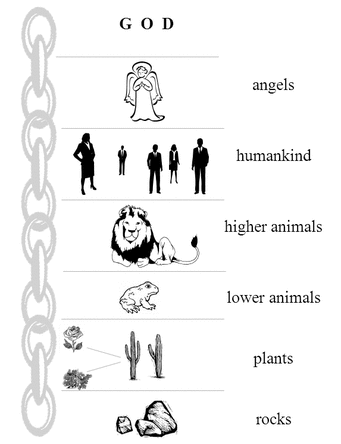 G O D
angels
humankind
higher animals
lower animals
plants
rocks